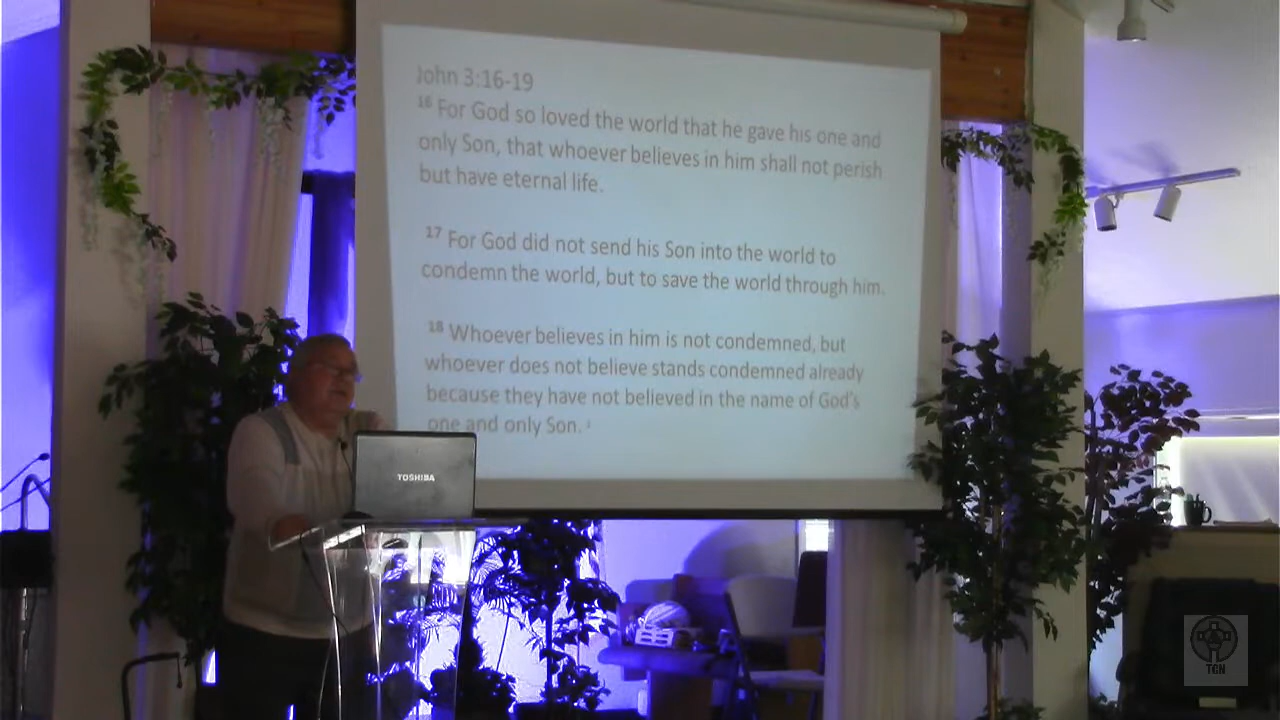 John 3:16-19
16 For God so loved the world that he gave his one and
only Son, that whoever believes in him shall not perish
but have eternal life.
17 For God did not send his Son into the world to
condemn the world, but to save the world through him.
18 Whoever believes in him is not condemned, but
whoever does not believe stands condemned already
because they have not believed in the name of God's
one and only Son.
TOSHIBA
TGN